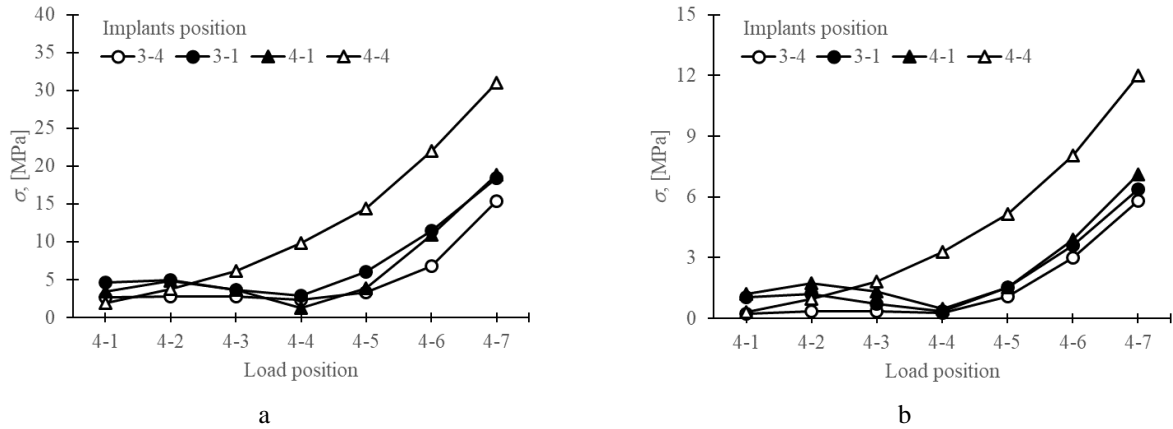 40
35
30
25
20
15
10
5
0
σ, [MPa]
Implants position
3-4 3-1 4-1 4-4
4-1 4-2 4-3 4-4 4-5 4-6 4-7
Load position
a
15
12
9
6
3
0
σ, [MPa]
Implants position
3-4 3-1 4-1 4-4
4-1 4-2 4-3 4-4 4-5 4-6 4-7
Load position
b